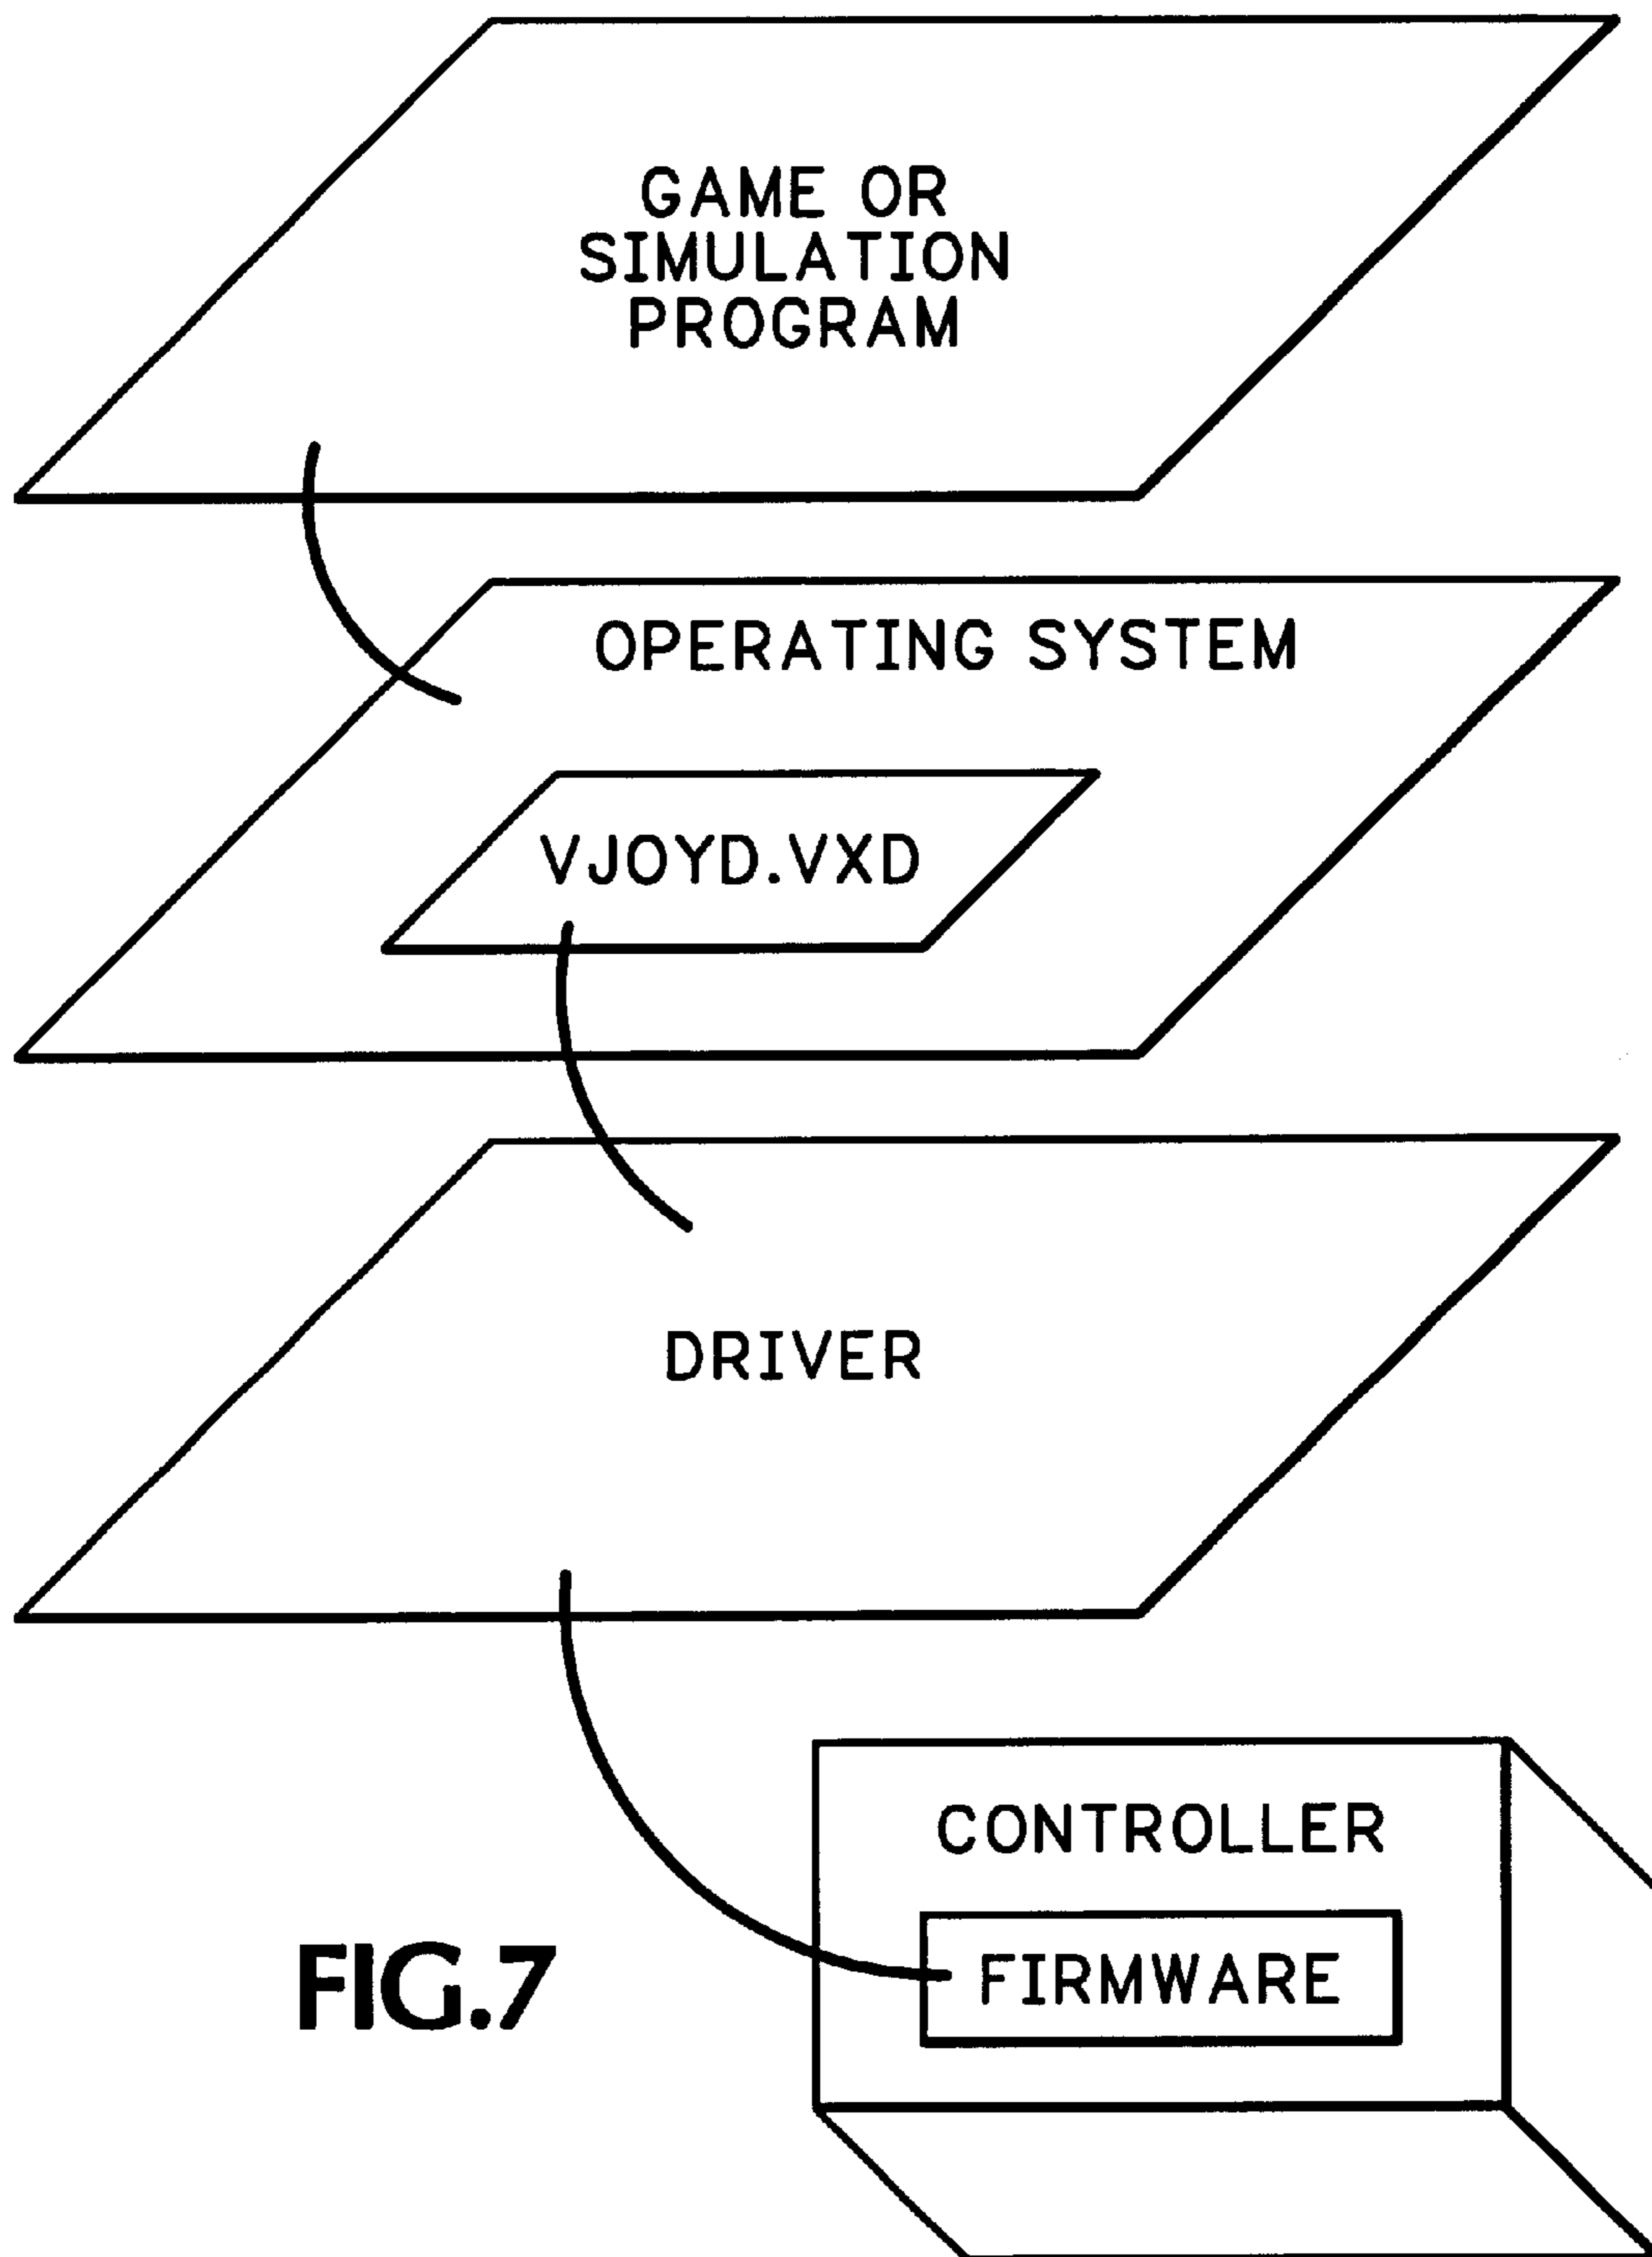 GAME OR
SIMULATION
PROGRAM
OPERATING SYSTEM
VJOYD.VXD
DRIVER
CONTROLLER
FIRMWARE
FIG.7